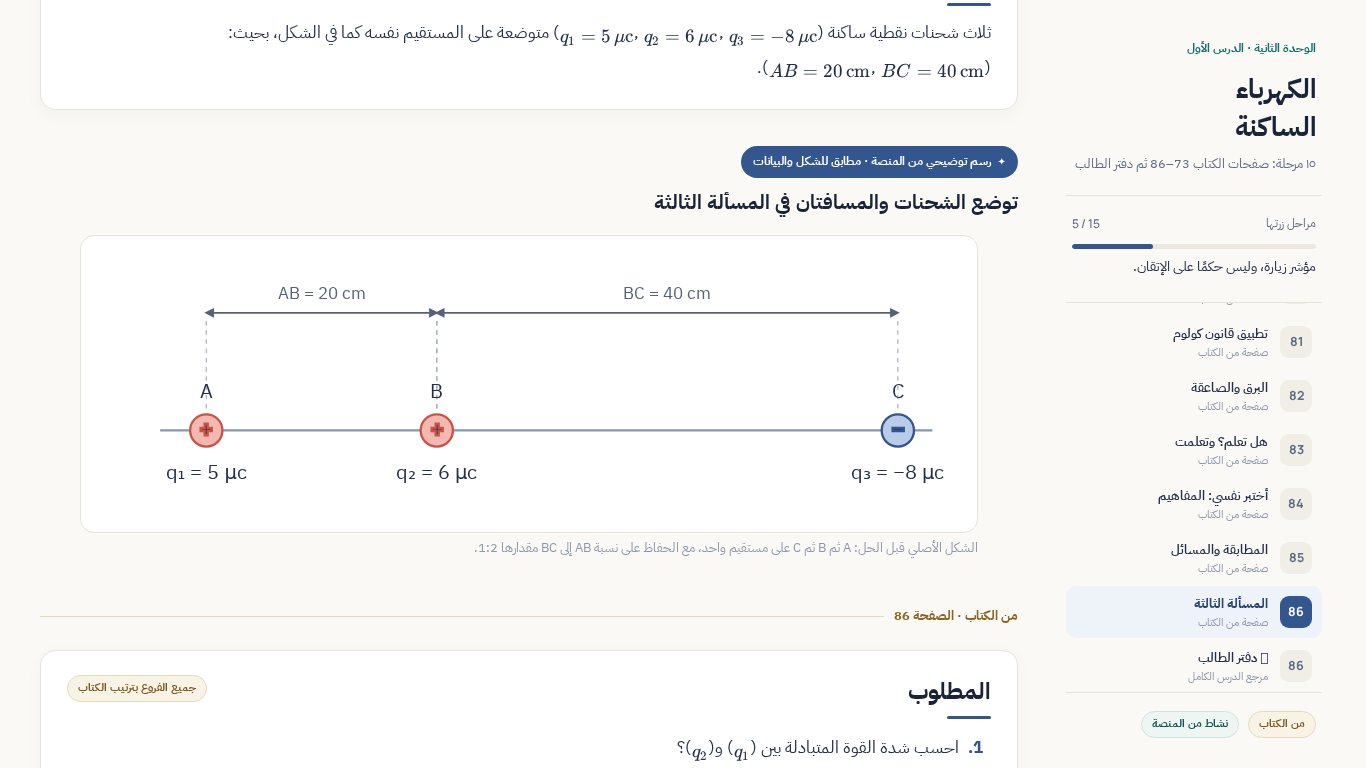 ثلاث شحنات نقطية ساكنة (q₁ = 5 μc، q₂ = 6 μc، q₃ = −8 μc) متوضعة على المستقيم نفسه كما في الشكل، بحيث:
(AB = 20 cm، BC = 40 cm).
✦ رسم توضيحي من المنصة · مطابق للشكل والبيانات
توضع الشحنات والمسافتان في المسألة الثالثة
AB = 20 cm
BC = 40 cm
A
B
C
+
+
−
q₁ = 5 μc
q₂ = 6 μc
q₃ = −8 μc
الشكل الأصلي قبل الحل: A ثم B ثم C على مستقيم واحد، مع الحفاظ على نسبة AB إلى BC مقدارها 1:2.
من الكتاب · الصفحة 86
المطلوب
جميع الفروع بترتيب الكتاب
1. احسب شدة القوة المتبادلة بين (q₁) و(q₂)؟
الوحدة الثانية · الدرس الأول
الكهرباء
الساكنة
١٥ مرحلة: صفحات الكتاب 73–86 ثم دفتر الطالب
مراحل زرتها
5 / 15
مؤشر زيارة، وليس حكمًا على الإتقان.
81 تطبيق قانون كولوم
صفحة من الكتاب
82 البرق والصاعقة
صفحة من الكتاب
83 هل تعلم؟ وتعلمت
صفحة من الكتاب
84 أختبر نفسي: المفاهيم
صفحة من الكتاب
85 المطابقة والمسائل
صفحة من الكتاب
86 المسألة الثالثة
صفحة من الكتاب
86 دفتر الطالب
مرجع الدرس الكامل
من الكتاب
نشاط من المنصة